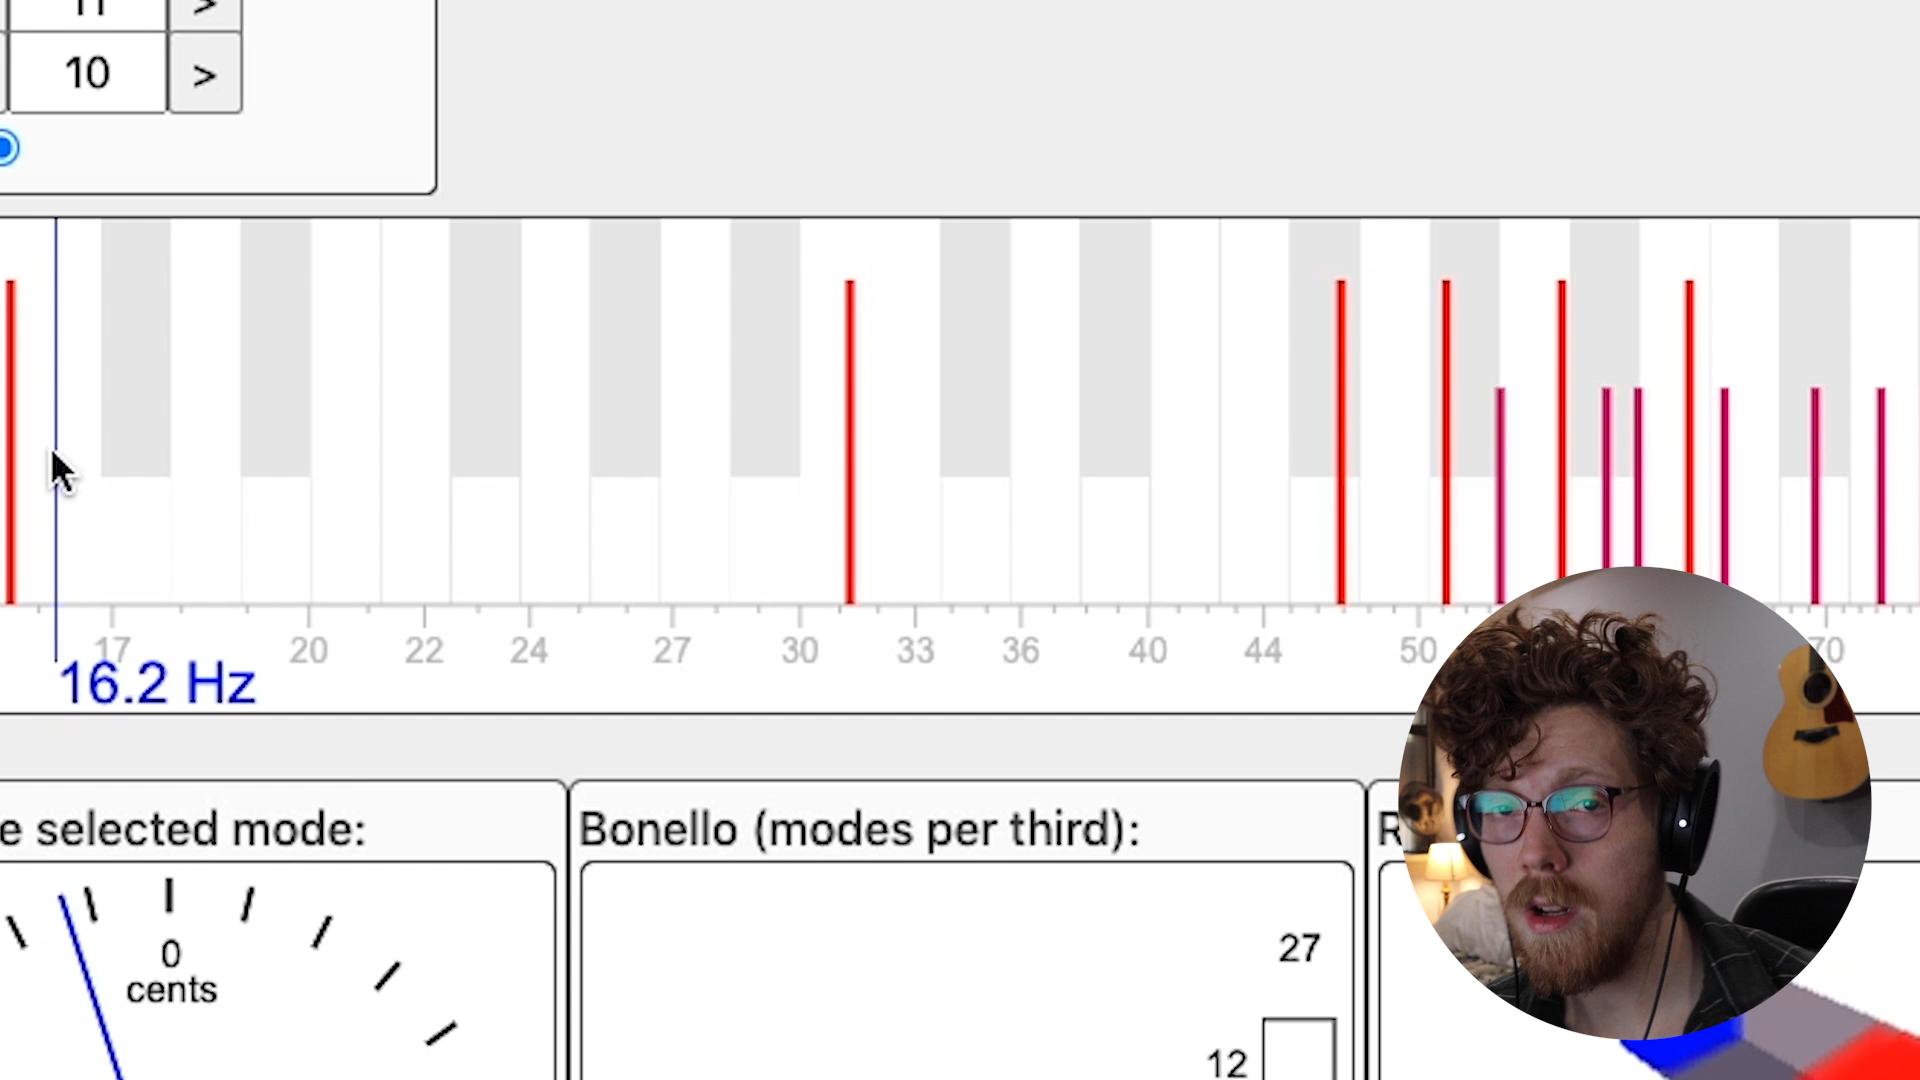 11 >
10 >
17 20 22 24 27 30 33 36 40 44 50 70
16.2 Hz
e selected mode:
Bonello (modes per third):
R
0
cents
27
12